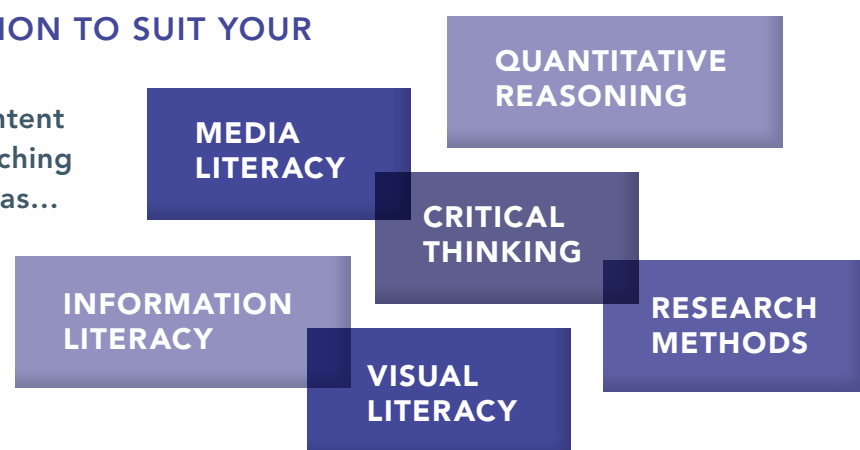 ION TO SUIT YOUR
ntent
ching
as…
QUANTITATIVE
REASONING
MEDIA
LITERACY
CRITICAL
THINKING
INFORMATION
LITERACY
RESEARCH
METHODS
VISUAL
LITERACY